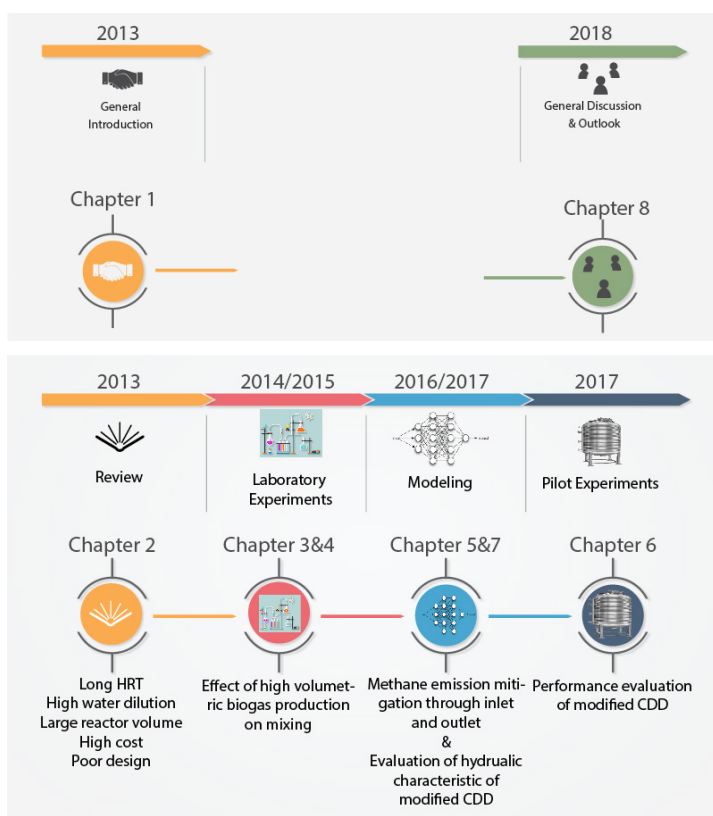 2013
2018
General
Introduction
General Discussion
& Outlook
Chapter 1
Chapter 8
2013
2014/2015
2016/2017
2017
Review
Laboratory
Experiments
Modeling
Pilot Experiments
Chapter 2
Chapter 3&4
Chapter 5&7
Chapter 6
Long HRT
High water dilution
Large reactor volume
High cost
Poor design
Effect of high volumet-
ric biogas production
on mixing
Methane emission miti-
gation through inlet
and outlet
&
Evaluation of hydrualic
characteristic of
modified CDD
Performance evaluation
of modified CDD